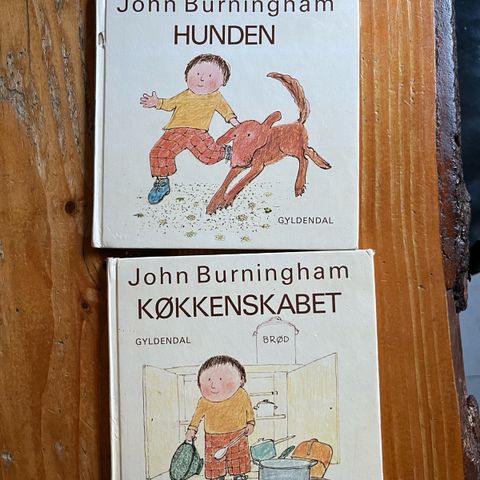 John Burningham
HUNDEN
GYLDENDAL
John Burningham
KØKKENSKABET
GYLDENDAL
BRØD